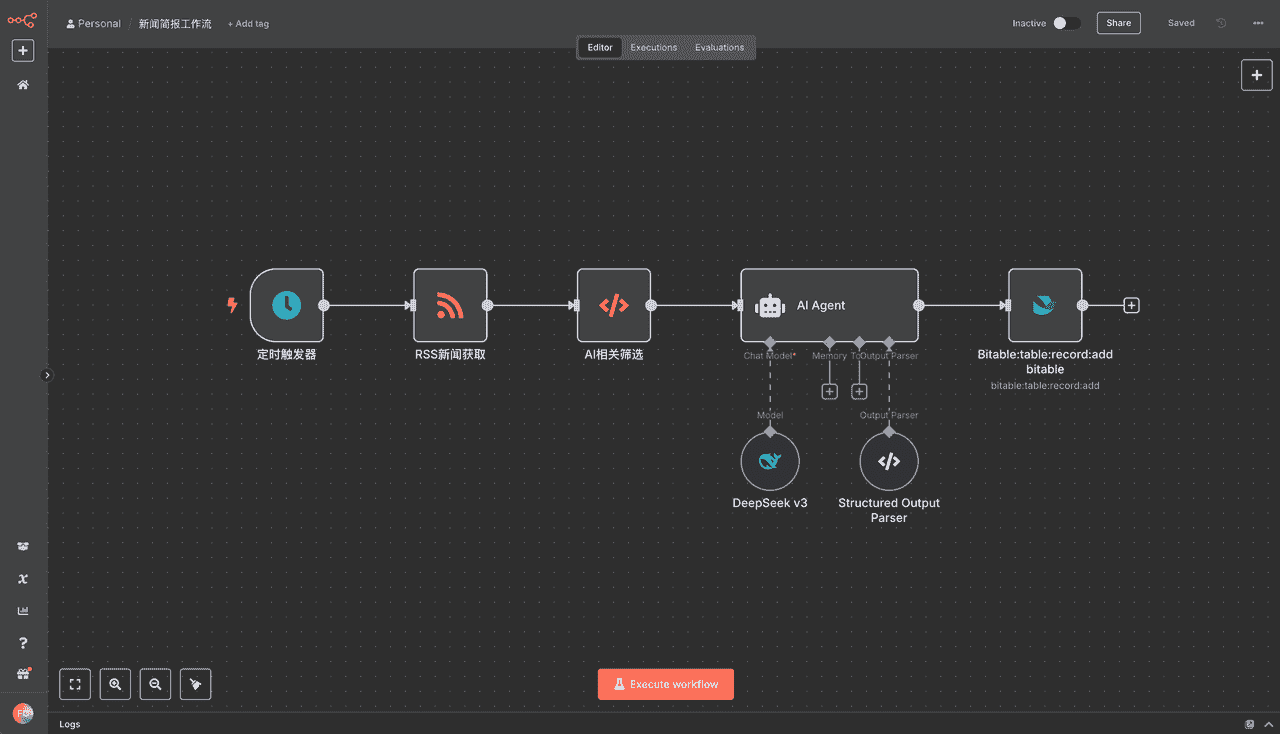 Personal / 新闻简报工作流 + Add tag
Inactive Share Saved
Editor Executions Evaluations
AI Agent
定时触发器
RSS新闻获取
AI相关筛选
Chat Model*
Memory
Output Parser
Bitable:table:record:add
bitable
bitable:table:record:add
Model
Output Parser
DeepSeek v3
Structured Output
Parser
Execute workflow
Logs